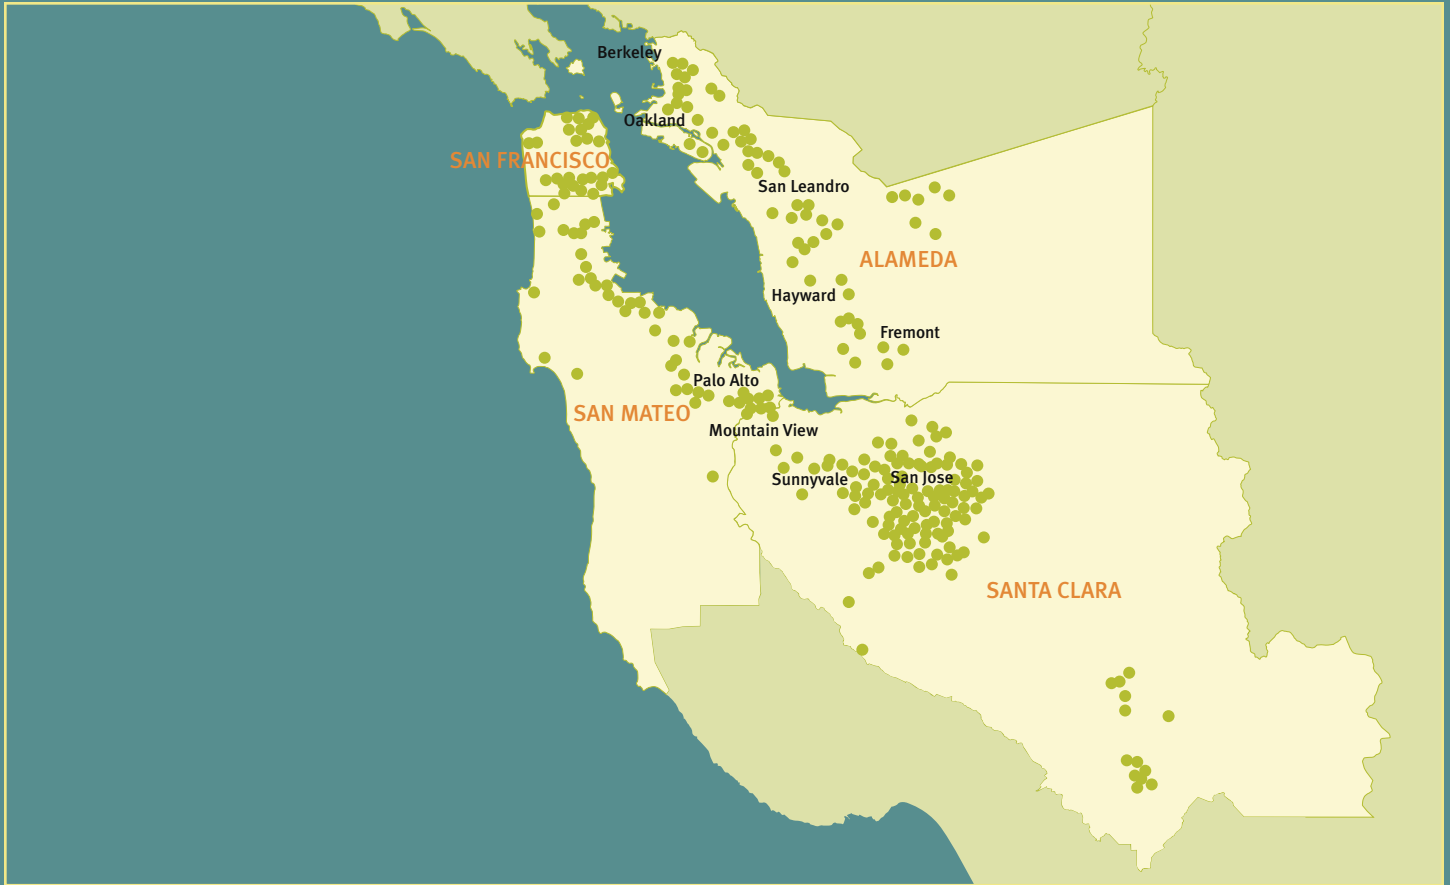 Berkeley
Oakland
SAN FRANCISCO
San Leandro
ALAMEDA
Hayward
Fremont
Palo Alto
SAN MATEO
Mountain View
Sunnyvale
San Jose
SANTA CLARA